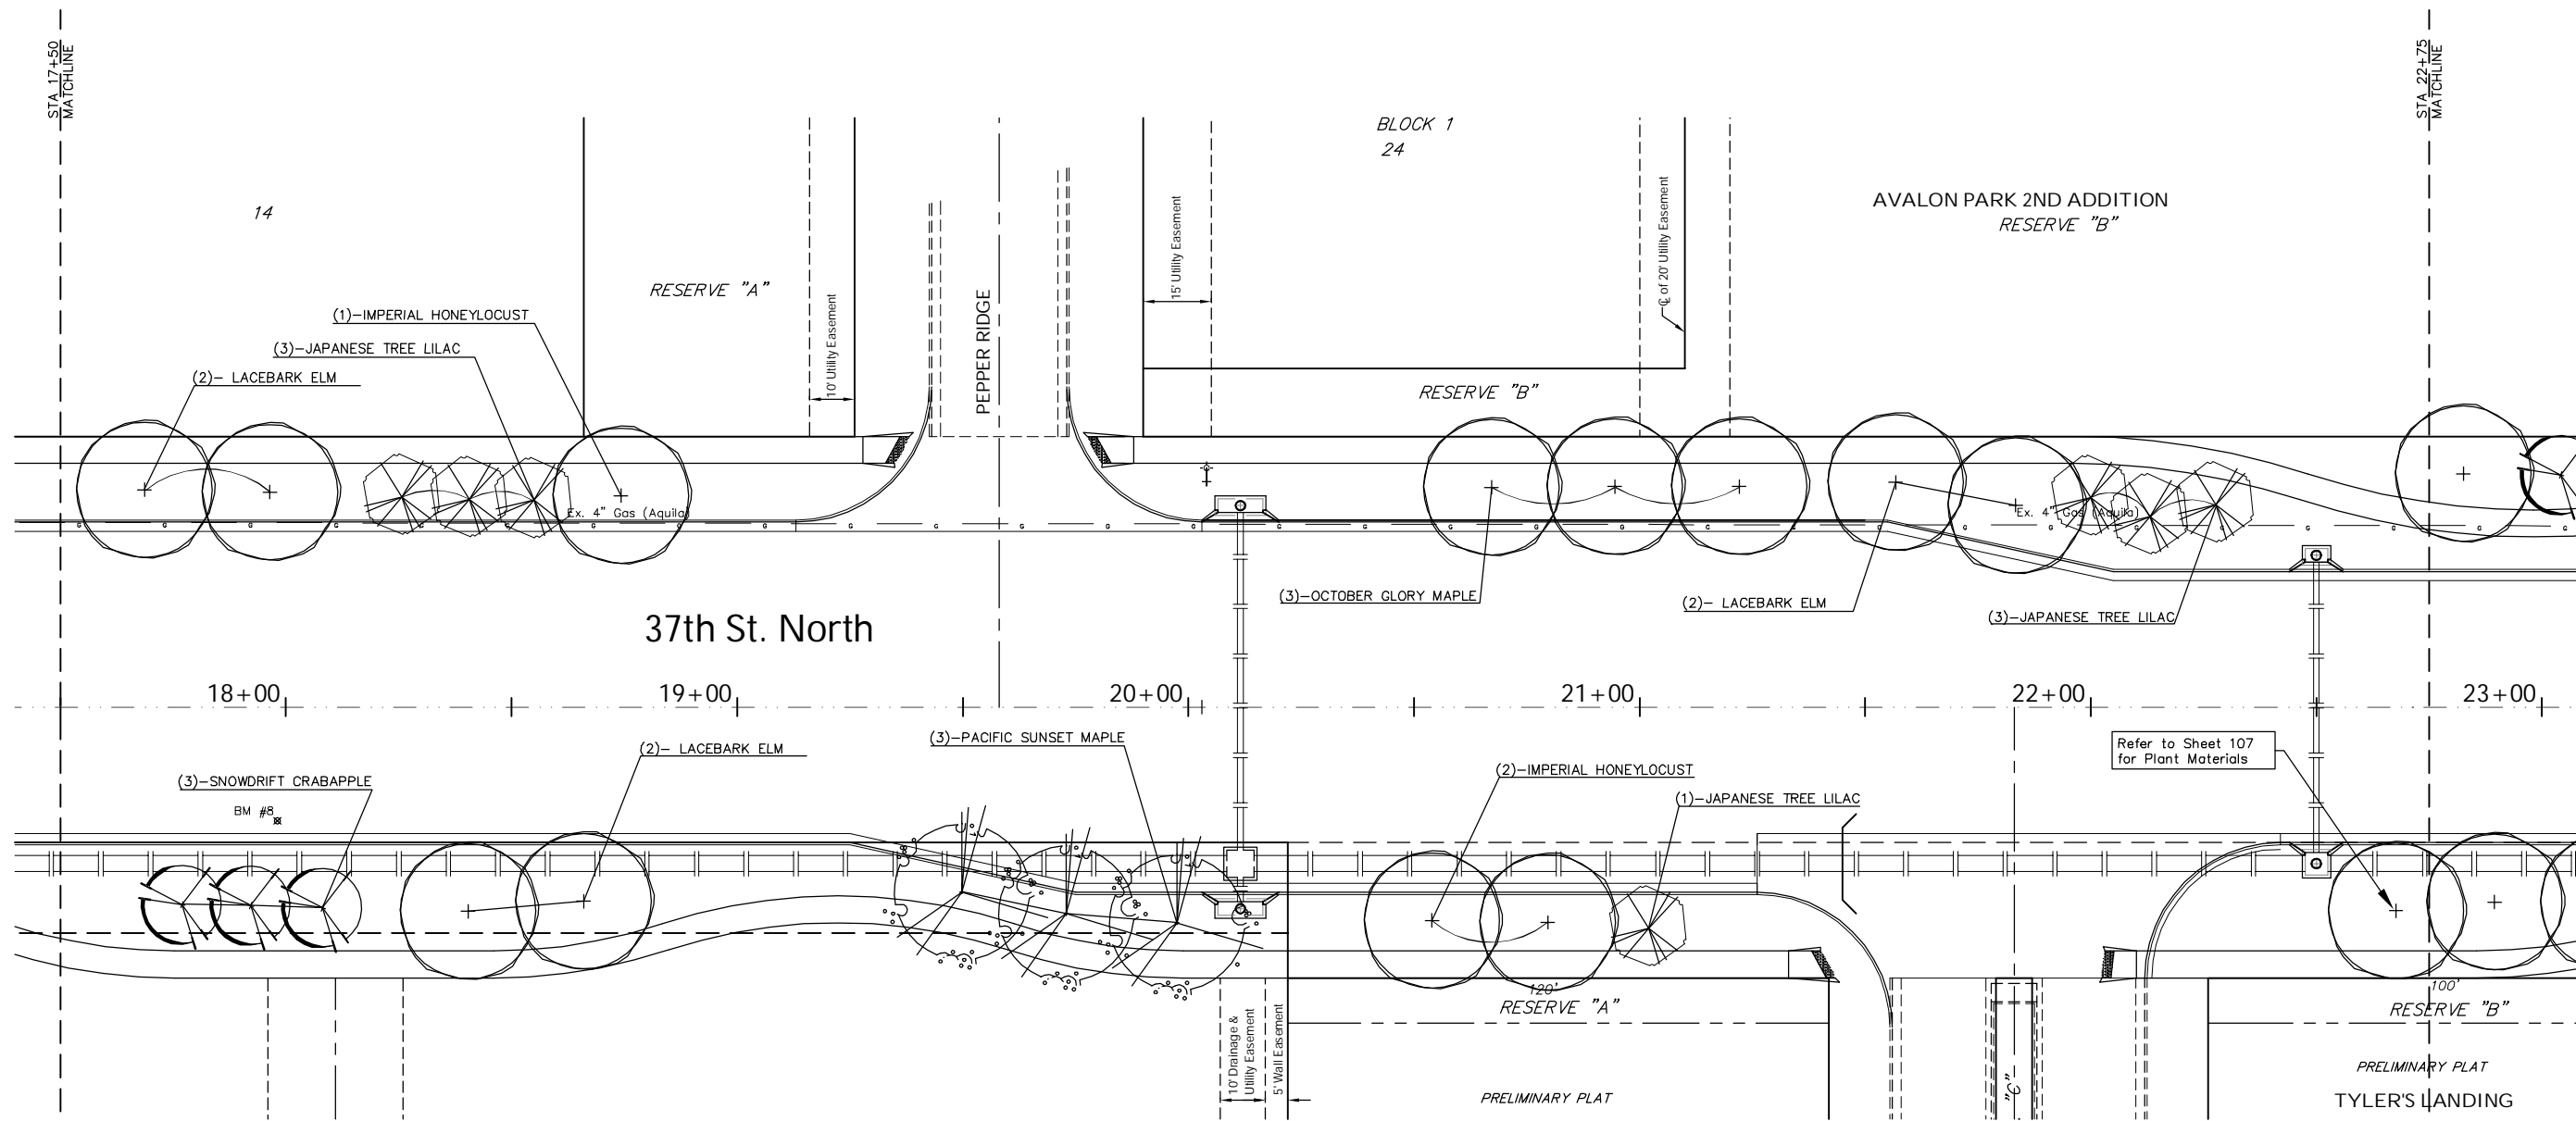 STA 17+50
MATCHLINE
STA 22+75
MATCHLINE
BLOCK 1
24
14
AVALON PARK 2ND ADDITION
RESERVE "B"
RESERVE "A"
10' Utility Easement
PEPPER RIDGE
15' Utility Easement
℄ of 20' Utility Easement
RESERVE "B"
(1)-IMPERIAL HONEYLOCUST
(3)-JAPANESE TREE LILAC
(2)- LACEBARK ELM
Ex. 4" Gas (Aquila)
Ex. 4" Gas (Aquila)
G G G G G G G G G G G G G G G G G G G G G G G G G G G G G G
(3)-OCTOBER GLORY MAPLE
(2)- LACEBARK ELM
(3)-JAPANESE TREE LILAC
37th St. North
18+00 19+00 20+00 21+00 22+00 23+00
(3)-SNOWDRIFT CRABAPPLE
BM #8
(2)- LACEBARK ELM
(3)-PACIFIC SUNSET MAPLE
(2)-IMPERIAL HONEYLOCUST
(1)-JAPANESE TREE LILAC
Refer to Sheet 107
for Plant Materials
120'
RESERVE "A"
100'
RESERVE "B"
10' Drainage &
Utility Easement
5' Wall Easement
PRELIMINARY PLAT
"C"
PRELIMINARY PLAT
TYLER'S LANDING